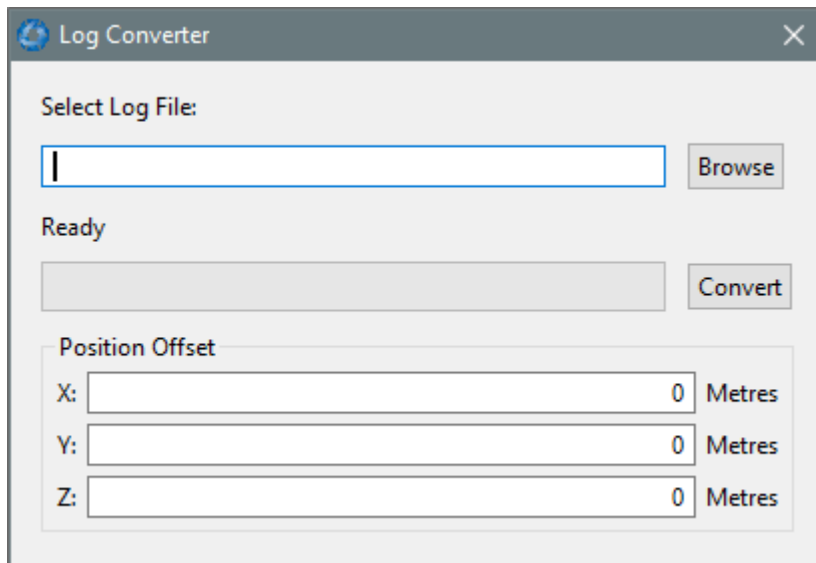 Log Converter
Select Log File:
Browse
Ready
Convert
Position Offset
X: 0 Metres
Y: 0 Metres
Z: 0 Metres